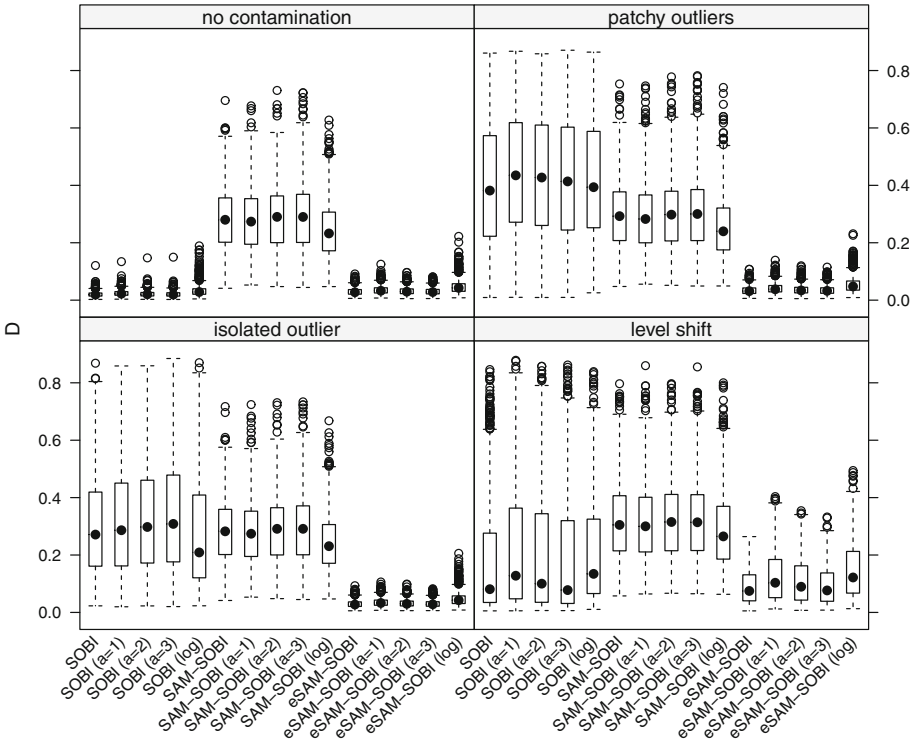 no contamination
patchy outliers
0.8
0.6
0.4
0.2
0.0
D
isolated outlier
level shift
0.8
0.6
0.4
0.2
0.0
SOBI
SOBI (a=1)
SOBI (a=2)
SOBI (a=3)
SOBI (log)
SAM−SOBI
SAM−SOBI (a=1)
SAM−SOBI (a=2)
SAM−SOBI (a=3)
SAM−SOBI (log)
eSAM−SOBI
eSAM−SOBI (a=1)
eSAM−SOBI (a=2)
eSAM−SOBI (a=3)
eSAM−SOBI (log)
SOBI
SOBI (a=1)
SOBI (a=2)
SOBI (a=3)
SOBI (log)
SAM−SOBI
SAM−SOBI (a=1)
SAM−SOBI (a=2)
SAM−SOBI (a=3)
SAM−SOBI (log)
eSAM−SOBI
eSAM−SOBI (a=1)
eSAM−SOBI (a=2)
eSAM−SOBI (a=3)
eSAM−SOBI (log)